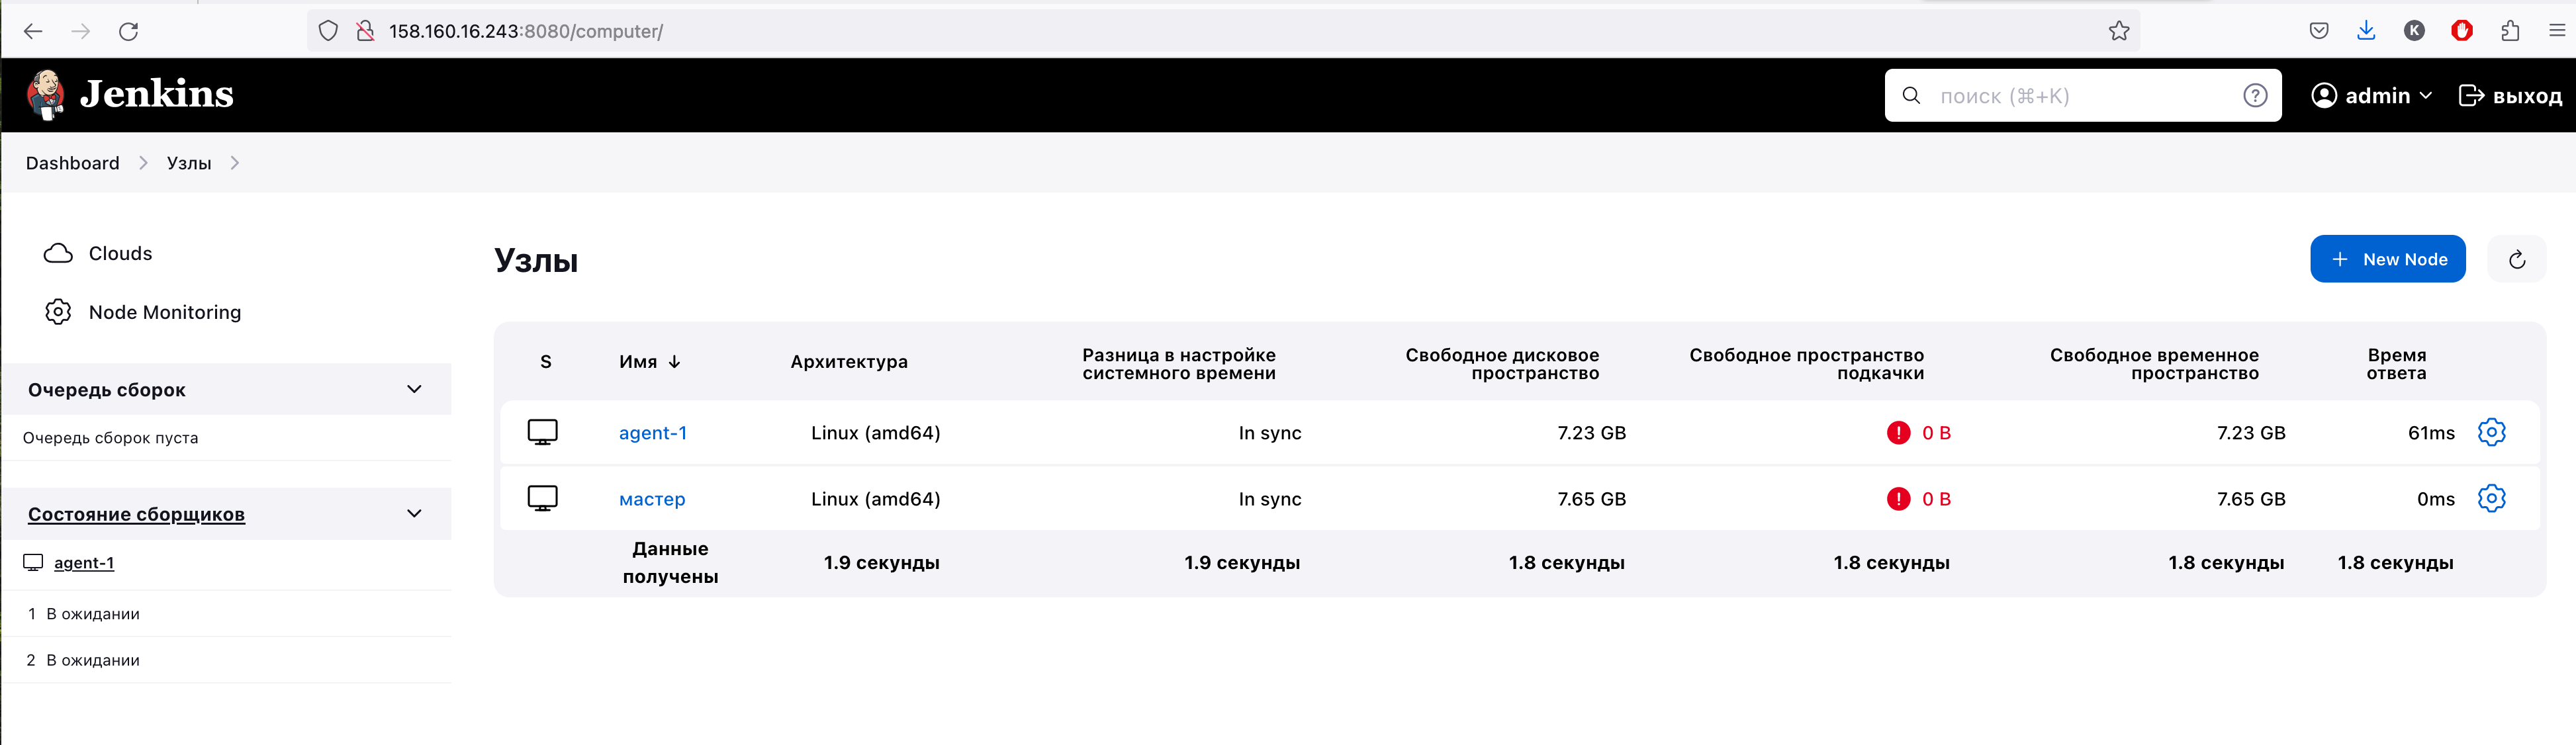 158.160.16.243:8080/computer/
K
Jenkins
поиск (⌘+K)
?
admin
выход
Dashboard
Узлы
Clouds
Node Monitoring
Очередь сборок
Очередь сборок пуста
Состояние сборщиков
agent-1
1 В ожидании
2 В ожидании
Узлы
+ New Node
S Имя ↓ Архитектура Разница в настройке системного времени Свободное дисковое пространство Свободное пространство подкачки Свободное временное пространство Время ответа
agent-1 Linux (amd64) In sync 7.23 GB ! 0 B 7.23 GB 61ms
мастер Linux (amd64) In sync 7.65 GB ! 0 B 7.65 GB 0ms
Данные получены 1.9 секунды 1.9 секунды 1.8 секунды 1.8 секунды 1.8 секунды 1.8 секунды